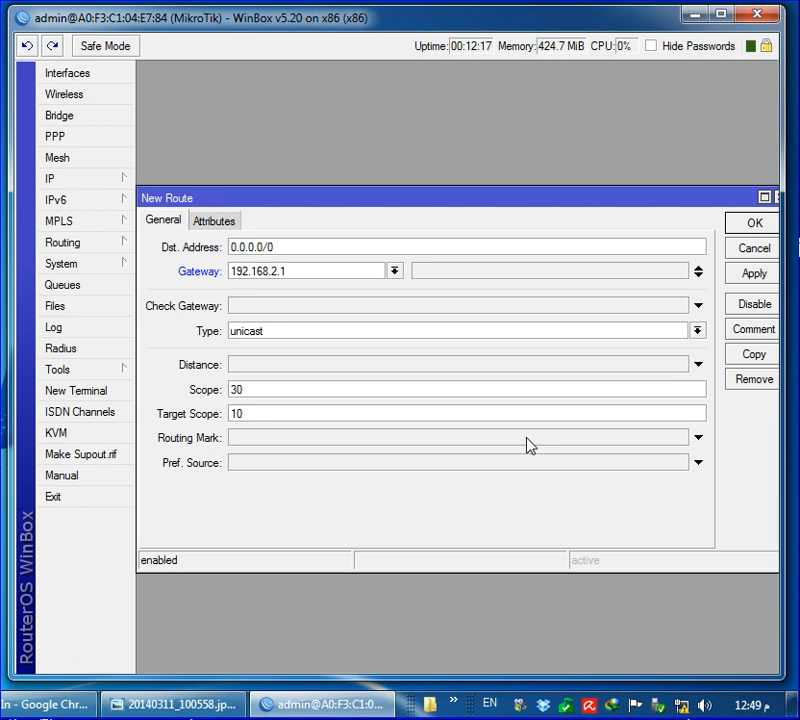 admin@A0:F3:C1:04:E7:84 (MikroTik) - WinBox v5.20 on x86 (x86)
Safe Mode
Uptime: 00:12:17 Memory: 424.7 MiB CPU: 0% Hide Passwords
Interfaces
Wireless
Bridge
PPP
Mesh
IP
IPv6
MPLS
Routing
System
Queues
Files
Log
Radius
Tools
New Terminal
ISDN Channels
KVM
Make Supout.rif
Manual
Exit
RouterOS WinBox
New Route
General Attributes
Dst. Address: 0.0.0.0/0
Gateway: 192.168.2.1
Check Gateway:
Type: unicast
Distance:
Scope: 30
Target Scope: 10
Routing Mark:
Pref. Source:
OK
Cancel
Apply
Disable
Comment
Copy
Remove
enabled
active
In - Google Chr...
20140311_100558.jp...
admin@A0:F3:C1:0...
»
EN
12:49 م